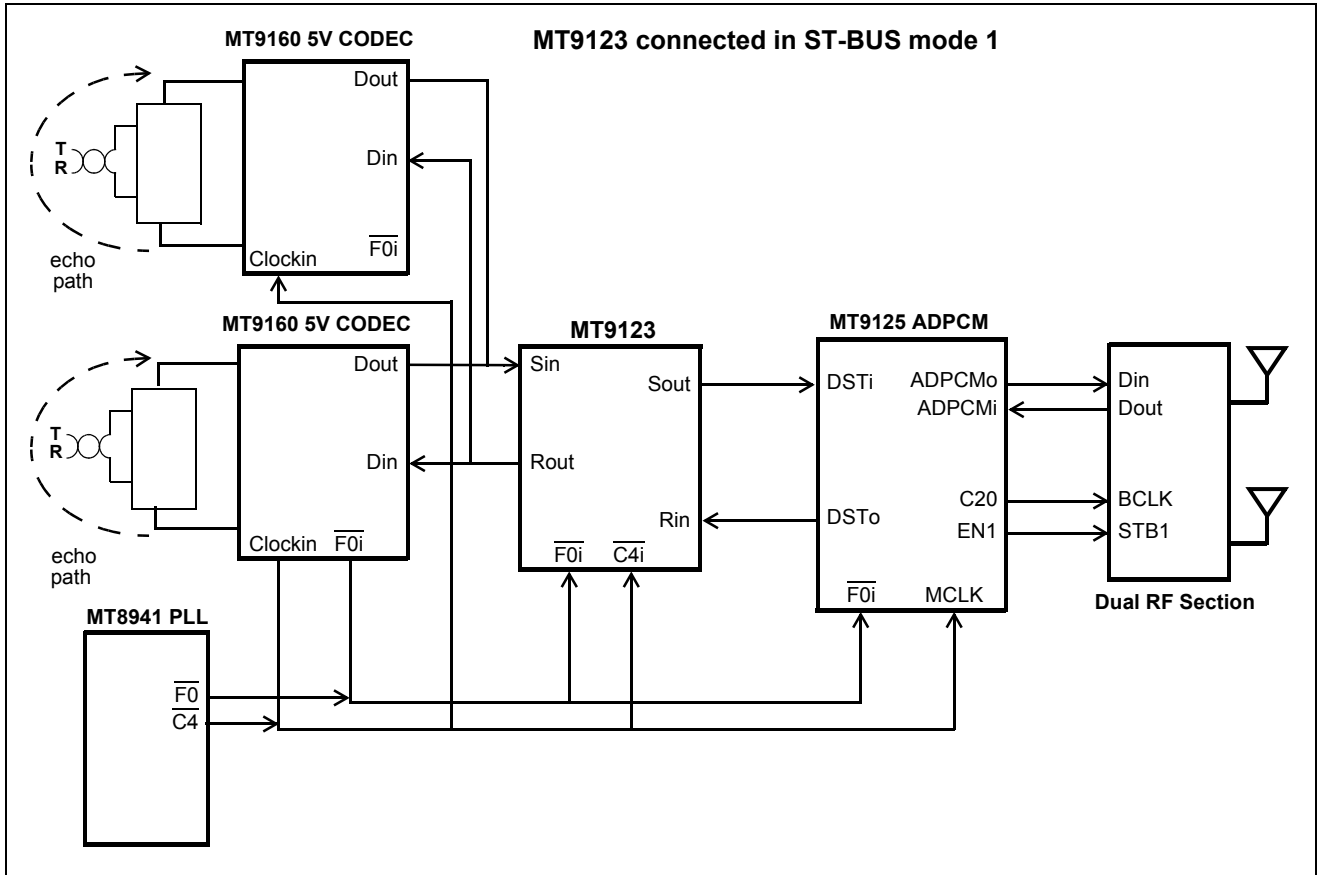 MT9123 connected in ST-BUS mode 1
MT9160 5V CODEC
Dout
Din
F0i
Clockin
T
R
echo
path
MT9160 5V CODEC
Dout
Din
Clockin
F0i
T
R
echo
path
MT9123
Sin
Sout
Rout
Rin
F0i
C4i
MT9125 ADPCM
DSTi
ADPCMo
ADPCMi
C20
DSTo
EN1
F0i
MCLK
Din
Dout
BCLK
STB1
Dual RF Section
MT8941 PLL
F0
C4